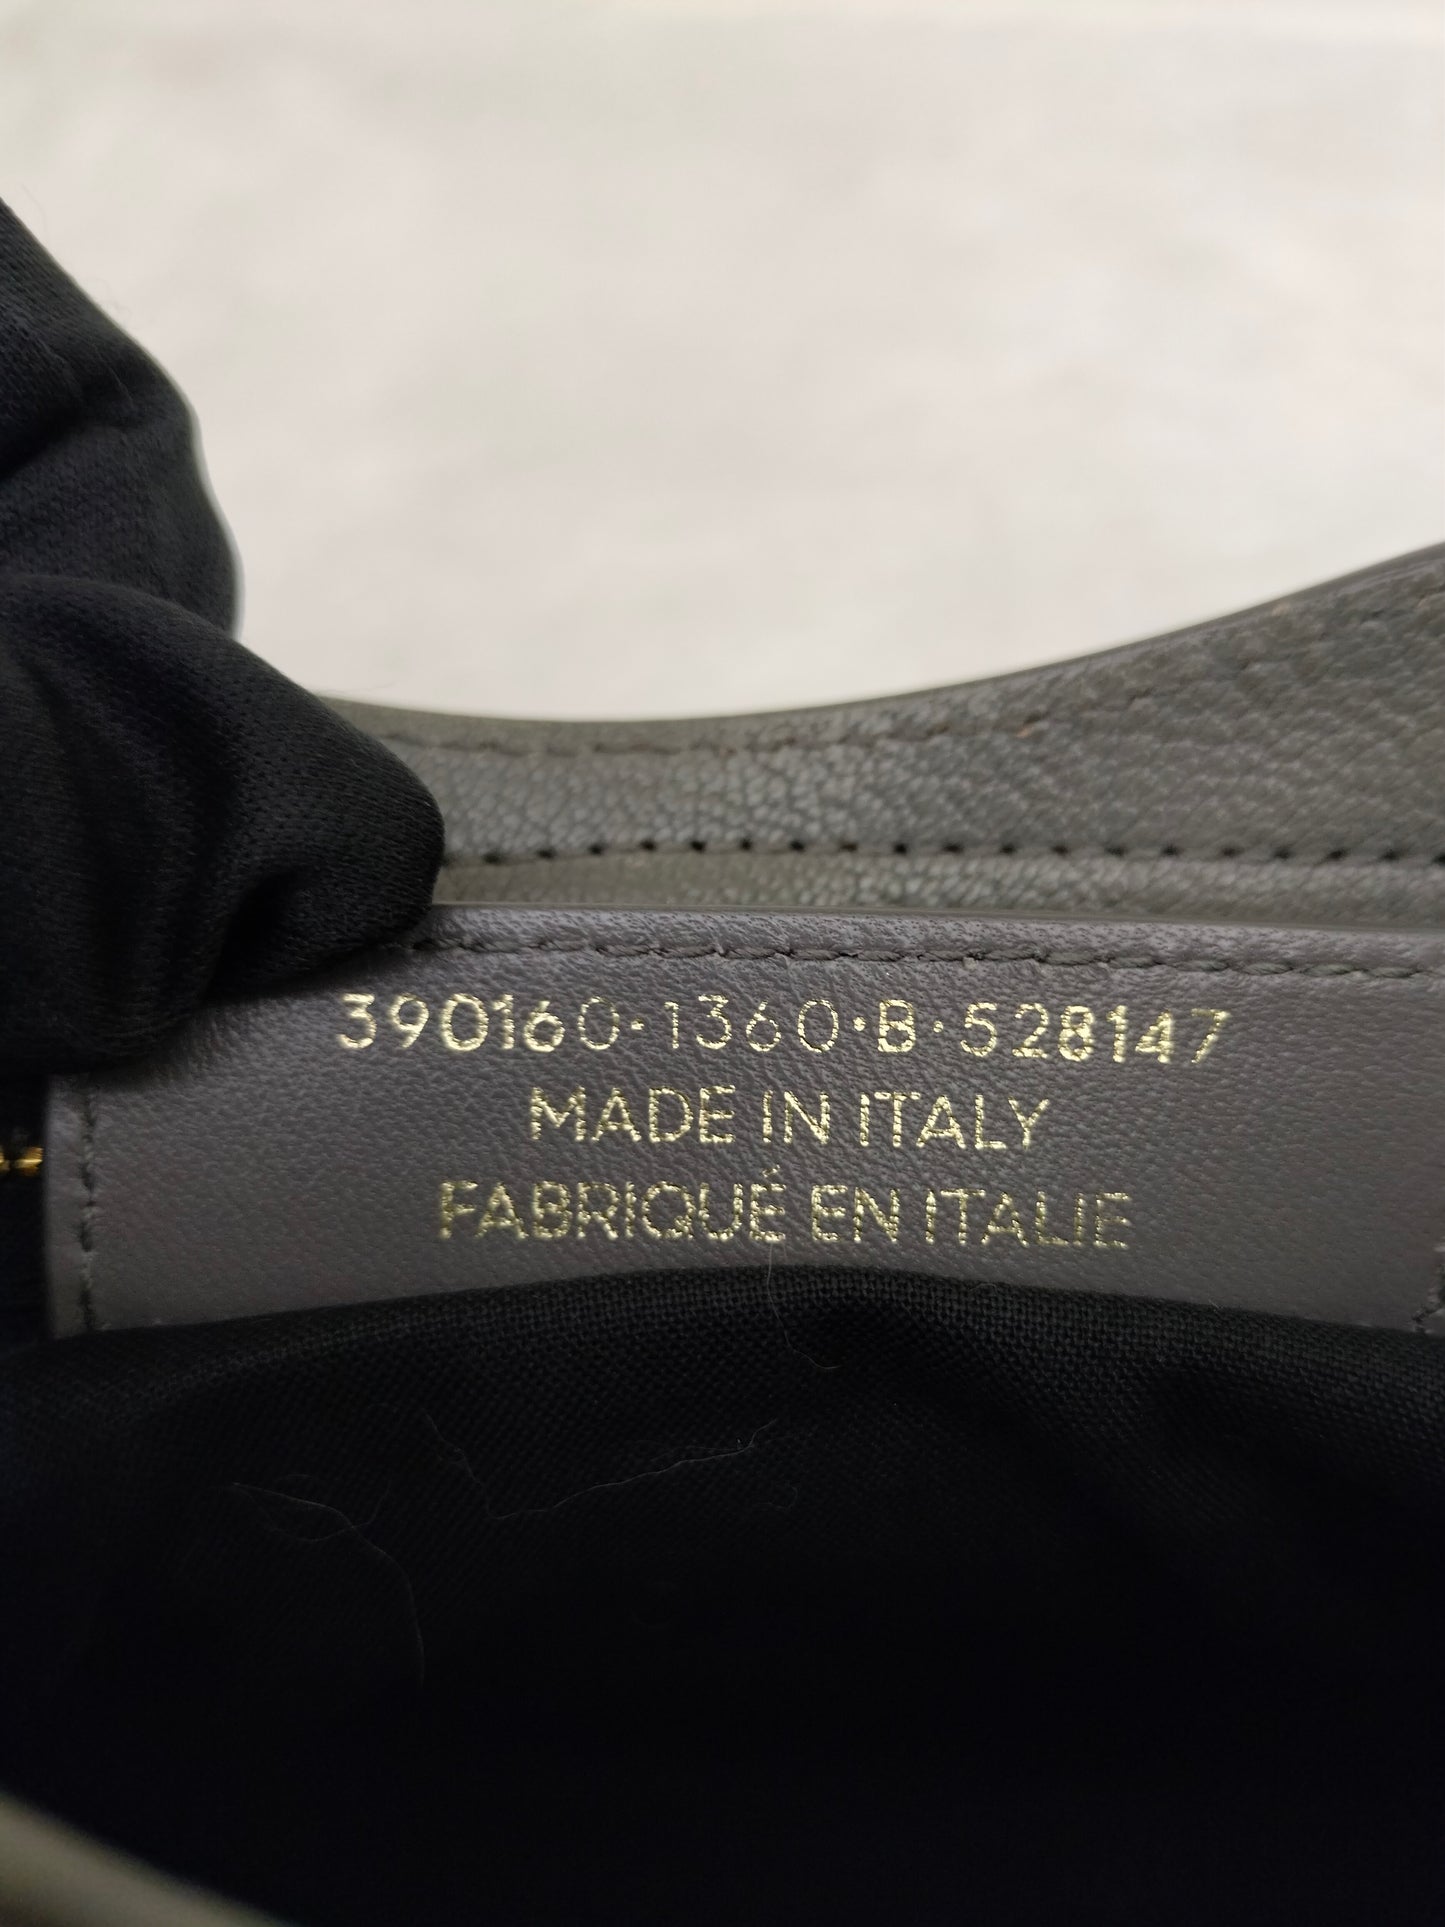 390160·1360·B·528147
MADE IN ITALY
FABRIQUÉ EN ITALIE